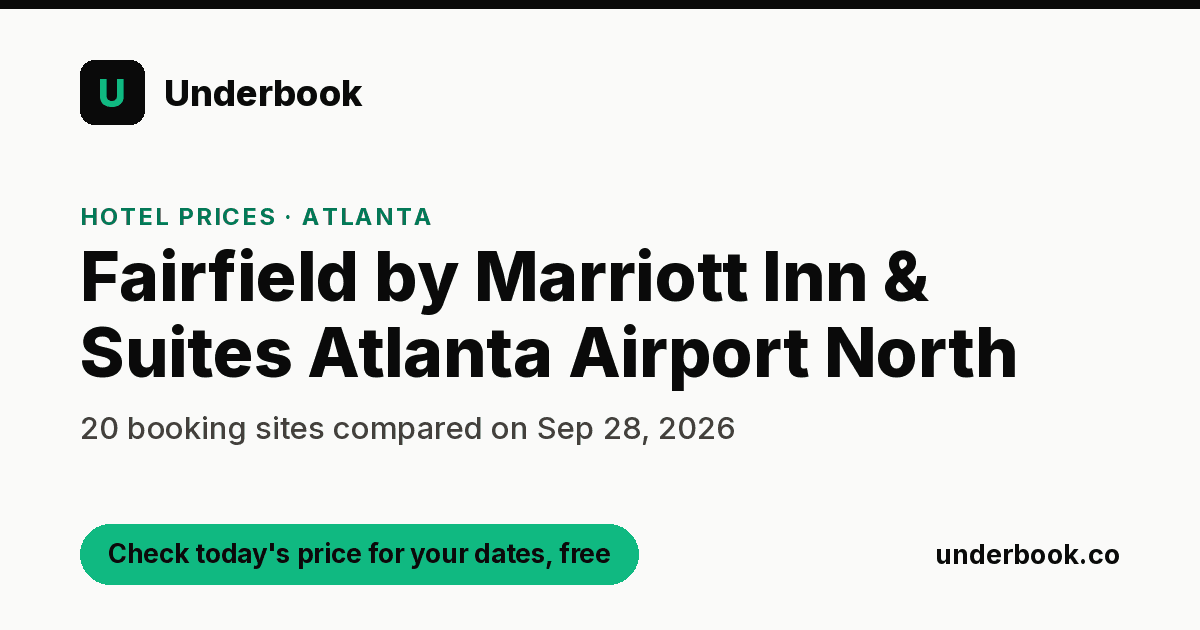 U Underbook
HOTEL PRICES · ATLANTA
Fairfield by Marriott Inn &
Suites Atlanta Airport North
20 booking sites compared on Sep 28, 2026
Check today's price for your dates, free
underbook.co